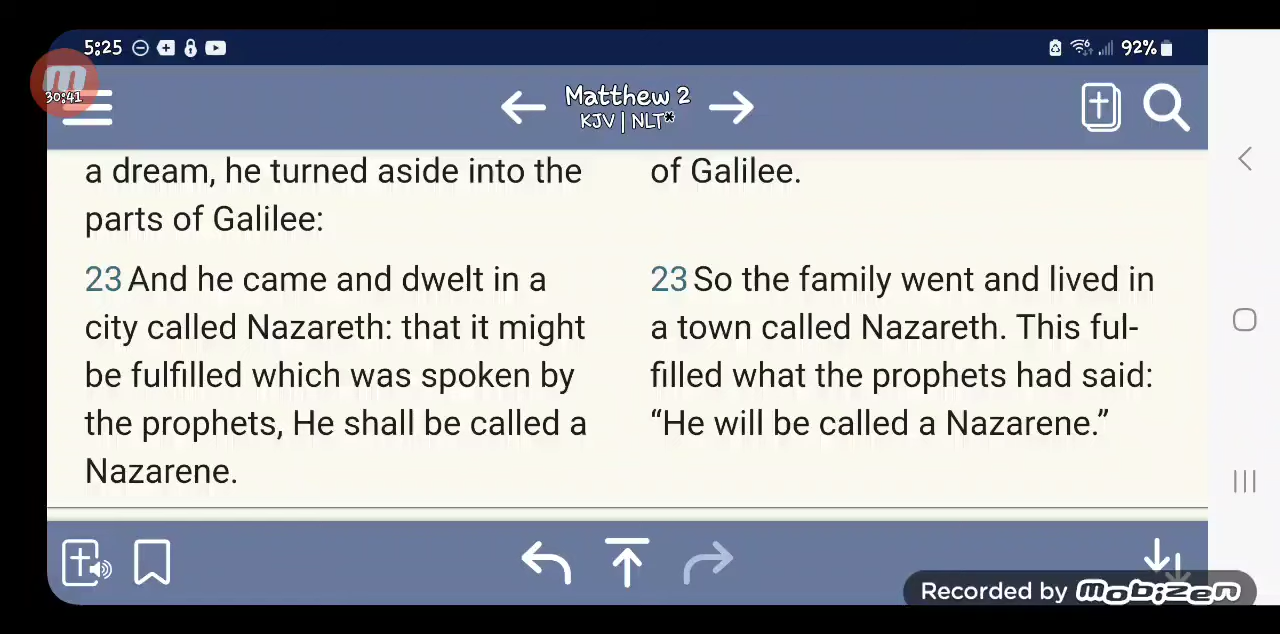 5:25
92%
30:41
Matthew 2
KJV | NLT*
a dream, he turned aside into the
parts of Galilee:
23 And he came and dwelt in a
city called Nazareth: that it might
be fulfilled which was spoken by
the prophets, He shall be called a
Nazarene.
of Galilee.
23 So the family went and lived in
a town called Nazareth. This ful-
filled what the prophets had said:
“He will be called a Nazarene.”
Recorded by mobizen